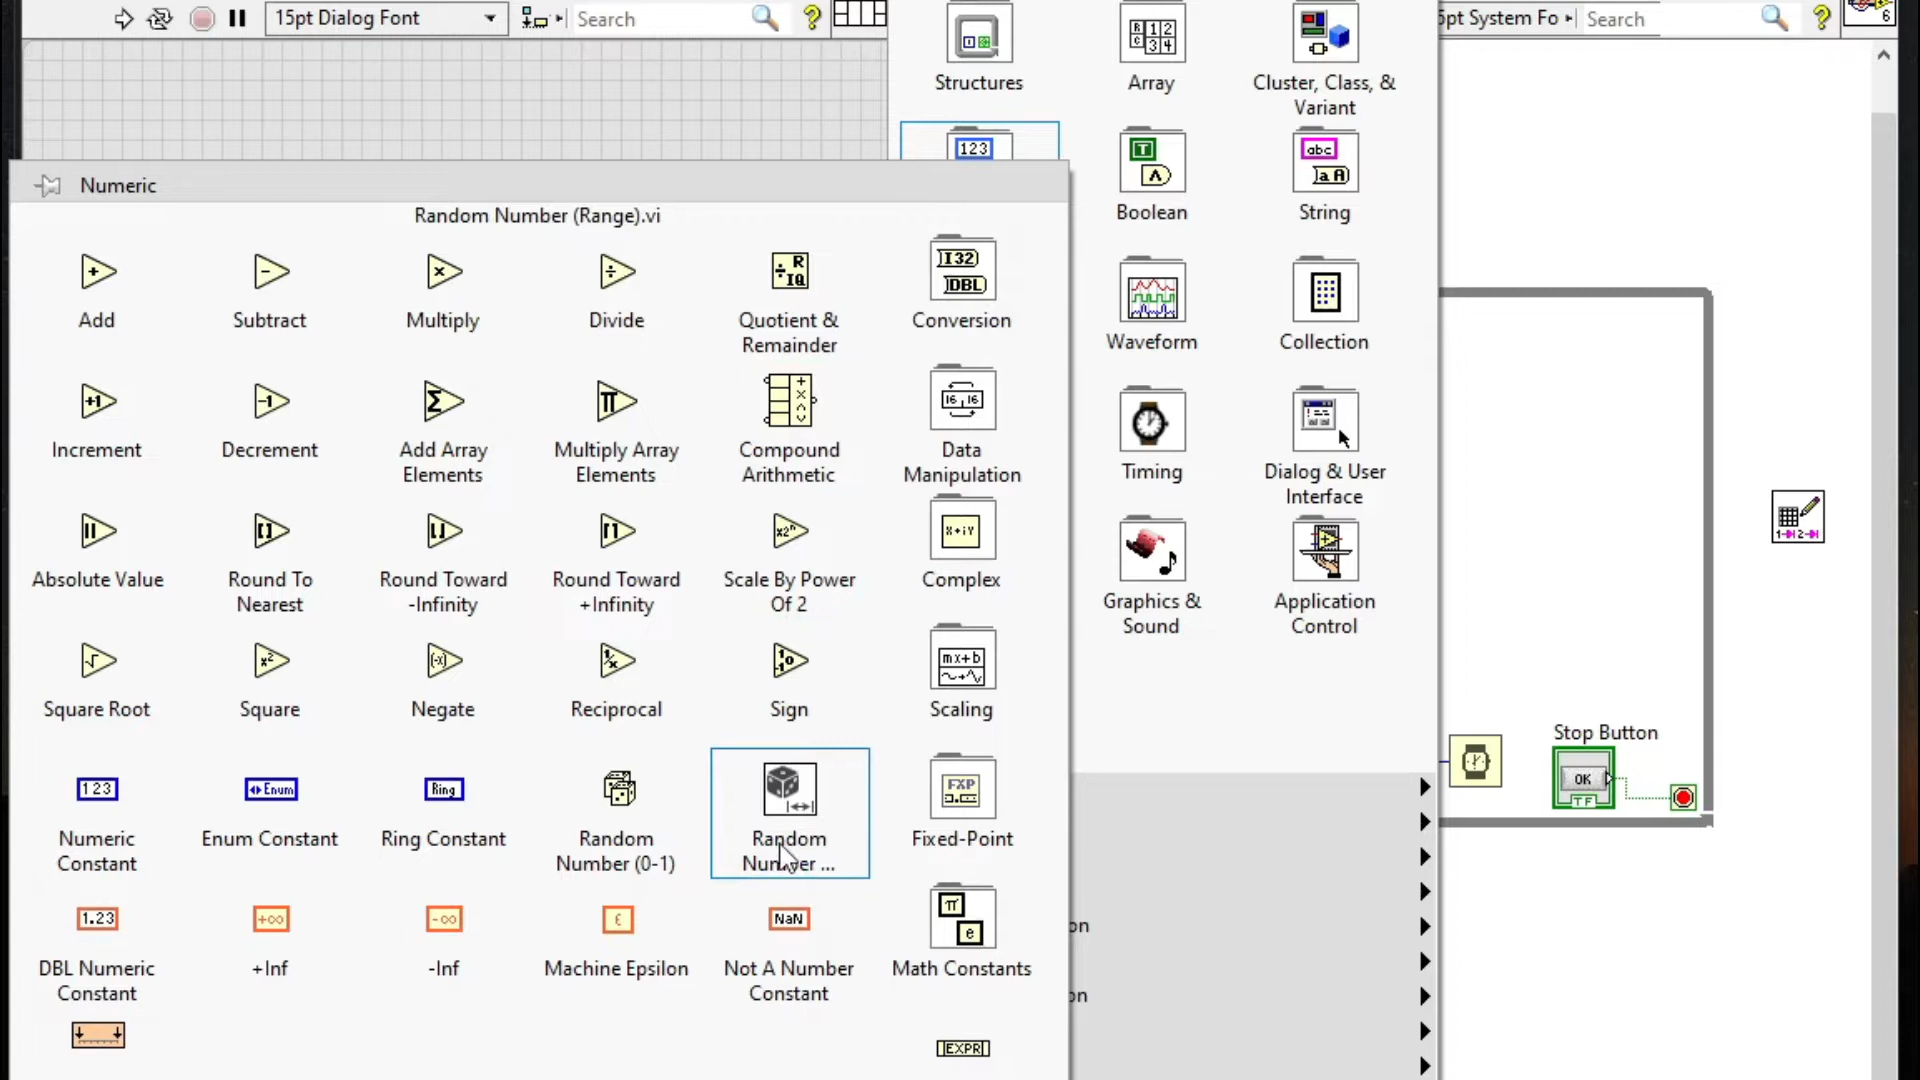 15pt Dialog Font
Search
?
5pt System Fo
Search
?
6
Structures
Array
Cluster, Class, &
Variant
123
Boolean
abc
a A
String
Waveform
Collection
Timing
Dialog & User
Interface
Graphics &
Sound
Application
Control
Numeric
Random Number (Range).vi
Add
Subtract
Multiply
Divide
Quotient &
Remainder
I32
DBL
Conversion
Increment
Decrement
Add Array
Elements
Multiply Array
Elements
Compound
Arithmetic
Data
Manipulation
Absolute Value
Round To
Nearest
Round Toward
-Infinity
Round Toward
+Infinity
Scale By Power
Of 2
X+iY
Complex
Square Root
Square
Negate
Reciprocal
Sign
mx+b
Scaling
123
Numeric
Constant
Enum
Enum Constant
Ring
Ring Constant
Random
Number (0-1)
Random
Number ...
FXP
Fixed-Point
1.23
DBL Numeric
Constant
+∞
+Inf
-∞
-Inf
ε
Machine Epsilon
NaN
Not A Number
Constant
π
e
Math Constants
EXPR
on
on
Stop Button
OK
TF